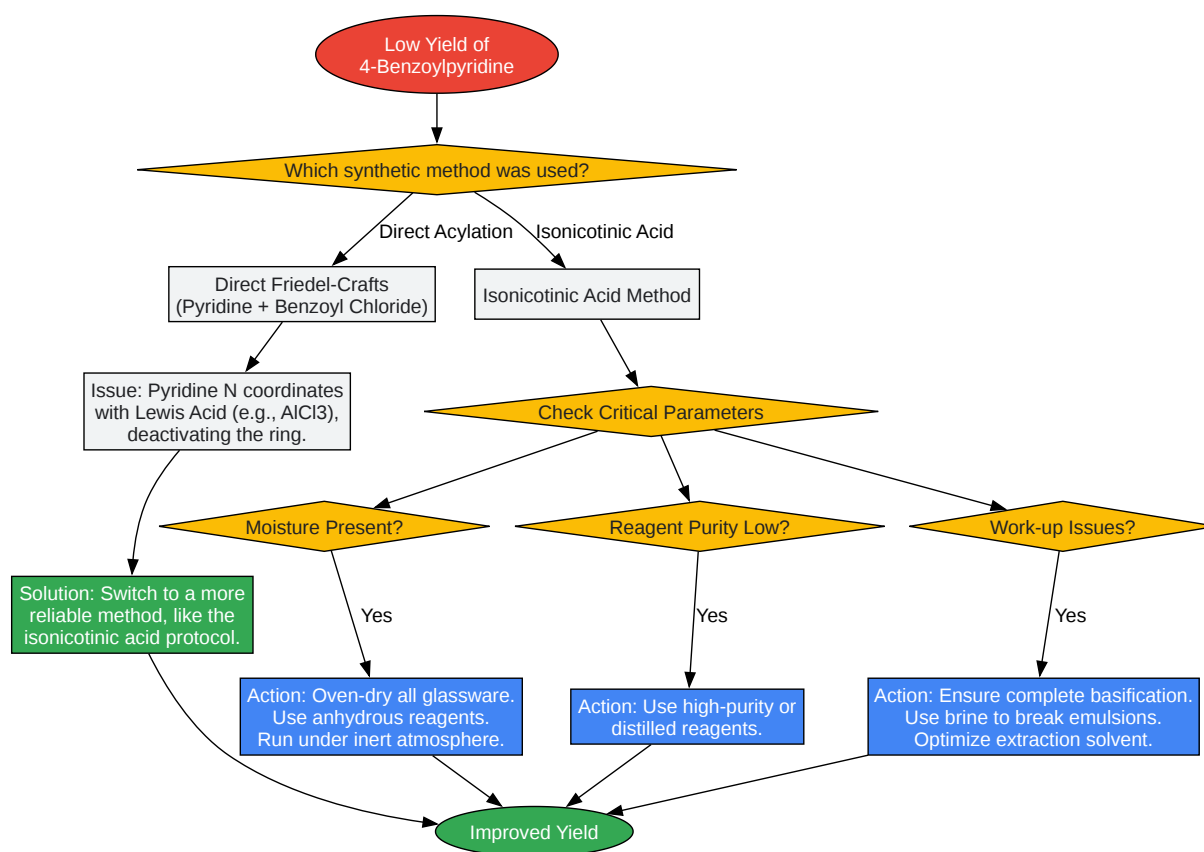 Low Yield of
4-Benzoylpyridine
Which synthetic method was used?
Direct Acylation
Isonicotinic Acid
Direct Friedel-Crafts
(Pyridine + Benzoyl Chloride)
Isonicotinic Acid Method
Issue: Pyridine N coordinates
with Lewis Acid (e.g., AlCl3),
deactivating the ring.
Check Critical Parameters
Moisture Present?
Reagent Purity Low?
Work-up Issues?
Solution: Switch to a more
reliable method, like the
isonicotinic acid protocol.
Yes
Yes
Yes
Action: Oven-dry all glassware.
Use anhydrous reagents.
Run under inert atmosphere.
Action: Use high-purity or
distilled reagents.
Action: Ensure complete basification.
Use brine to break emulsions.
Optimize extraction solvent.
Improved Yield